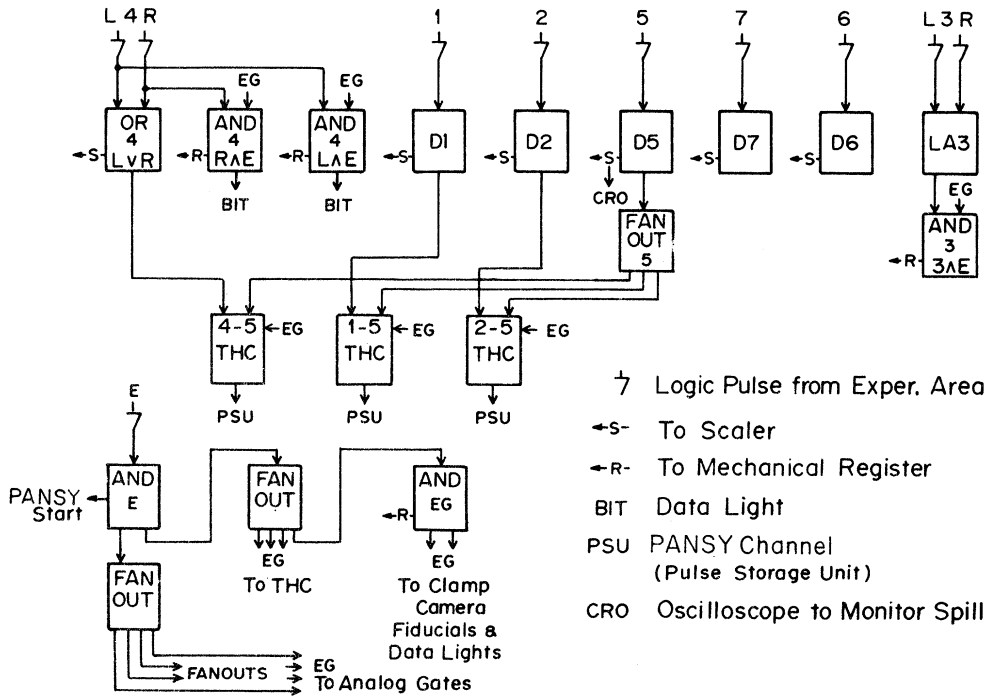 L 4 R 1 2 5 7 6 L 3 R
EG EG
OR 4 L∨R
AND 4 R∧E
AND 4 L∧E
D1
D2
D5
D7
D6
LA3
S R R S S S S S
BIT BIT
CRO
EG
FAN OUT 5
AND 3 3∧E
R
4-5 THC
EG
1-5 THC
EG
2-5 THC
EG
PSU PSU PSU
E
AND E
PANSY Start
FAN OUT
AND EG
R
EG
To THC
EG
To Clamp
Camera
Fiducials &
Data Lights
FAN OUT
FANOUTS
EG
To Analog Gates
Logic Pulse from Exper. Area
S To Scaler
R To Mechanical Register
BIT Data Light
PSU PANSY Channel
(Pulse Storage Unit)
CRO Oscilloscope to Monitor Spill